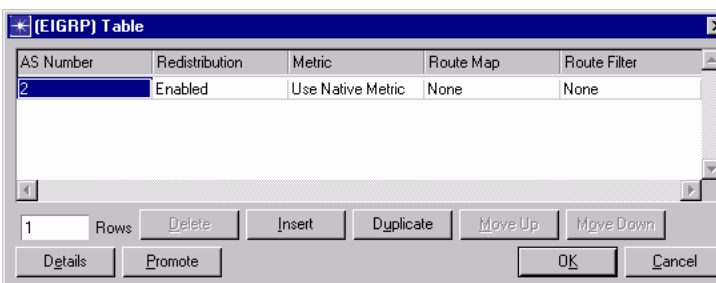 (EIGRP) Table
AS Number Redistribution Metric Route Map Route Filter
2 Enabled Use Native Metric None None
1 Rows Delete Insert Duplicate Move Up Move Down
Details Promote OK Cancel